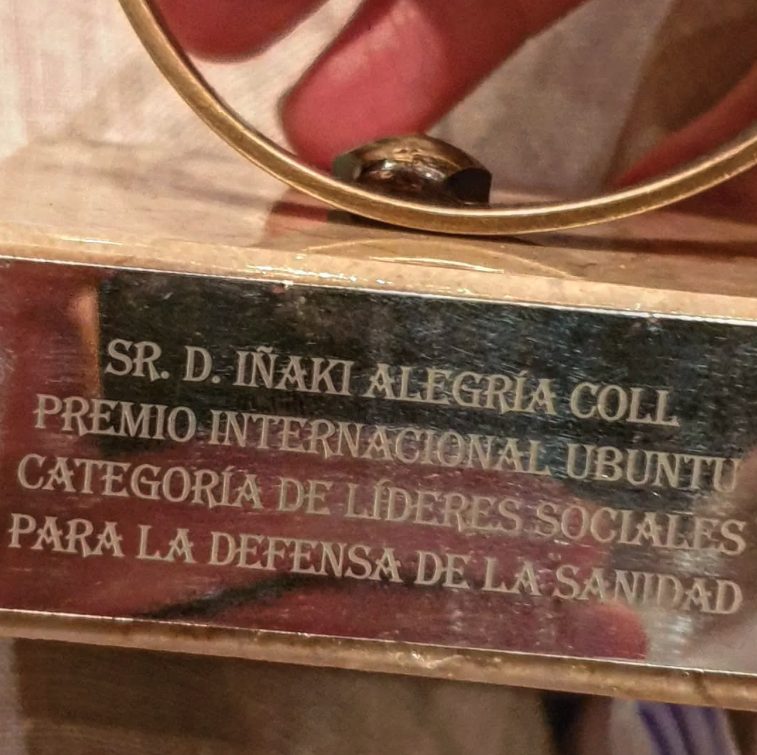 SR. D. IÑAKI ALEGRÍA COLL
PREMIO INTERNACIONAL UBUNTU
CATEGORÍA DE LÍDERES SOCIALES
PARA LA DEFENSA DE LA SANIDAD